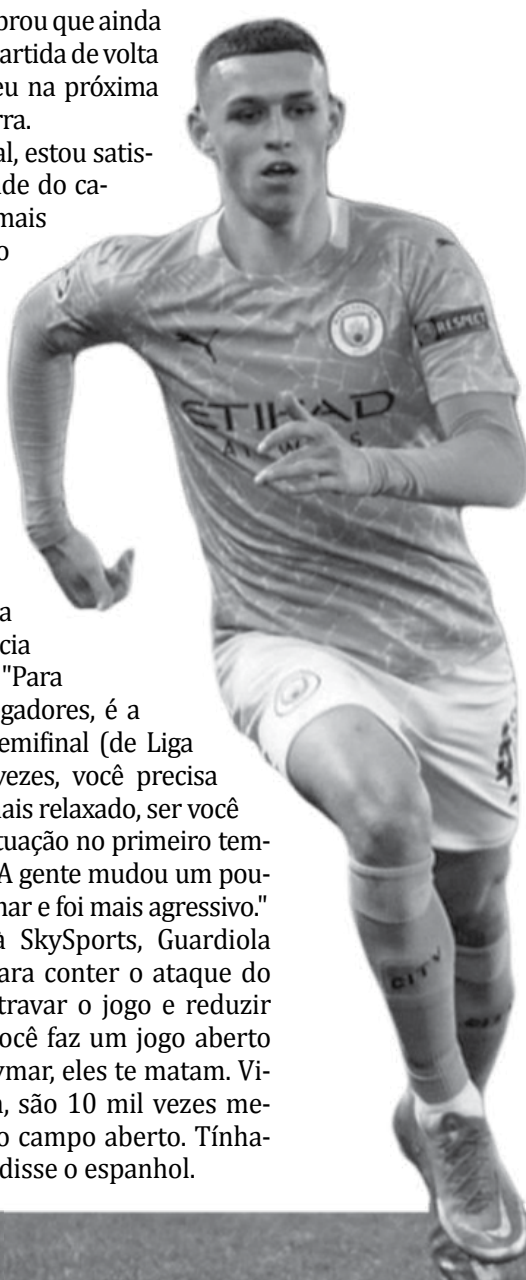 brou que ainda
artida de volta
eu na próxima
rra.
al, estou satis-
de do ca-
mais
o
RESPECT
ETIHAD
AIRWAYS
a
cia
"Para
gadores, é a
emifinal (de Liga
vezes, você precisa
ais relaxado, ser você
tuação no primeiro tem-
A gente mudou um pou-
nar e foi mais agressivo."
à SkySports, Guardiola
ara conter o ataque do
travar o jogo e reduzir
ocê faz um jogo aberto
ymar, eles te matam. Vi-
n, são 10 mil vezes me-
o campo aberto. Tínha-
disse o espanhol.
CITY